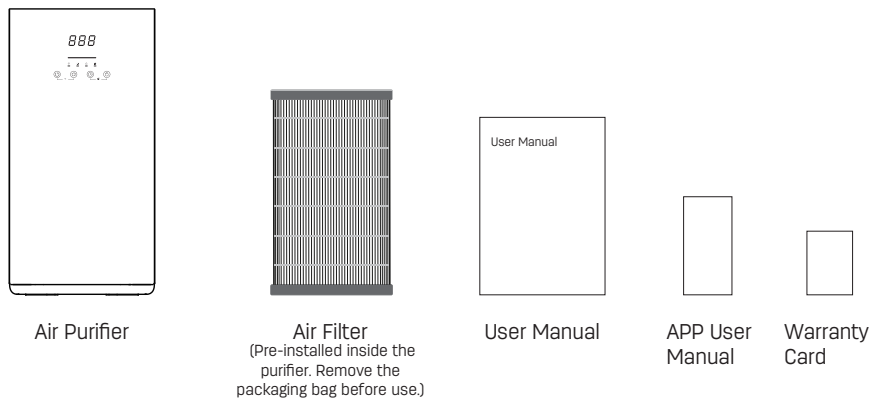 888
User Manual
Air Purifier
Air Filter
(Pre-installed inside the
purifier. Remove the
packaging bag before use.)
User Manual
APP User
Manual
Warranty
Card